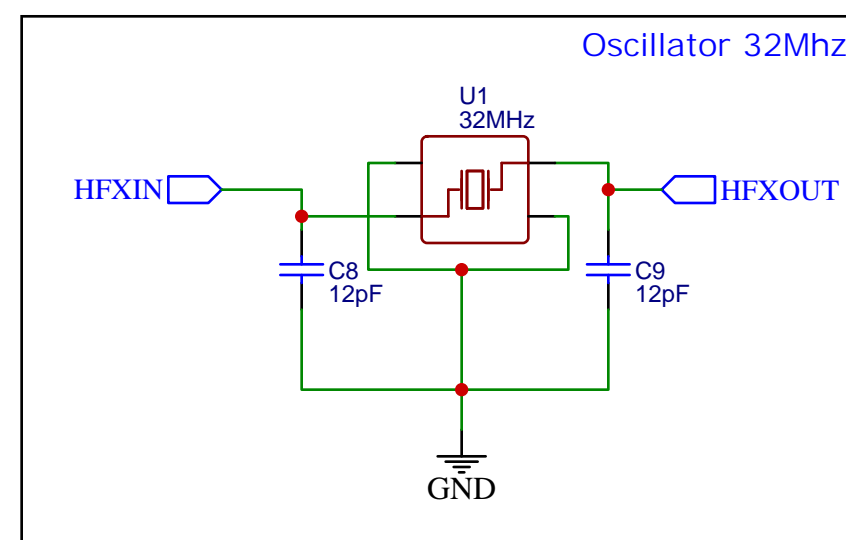 Oscillator 32Mhz
U1
32MHz
HFXIN
HFXOUT
C8
12pF
C9
12pF
GND